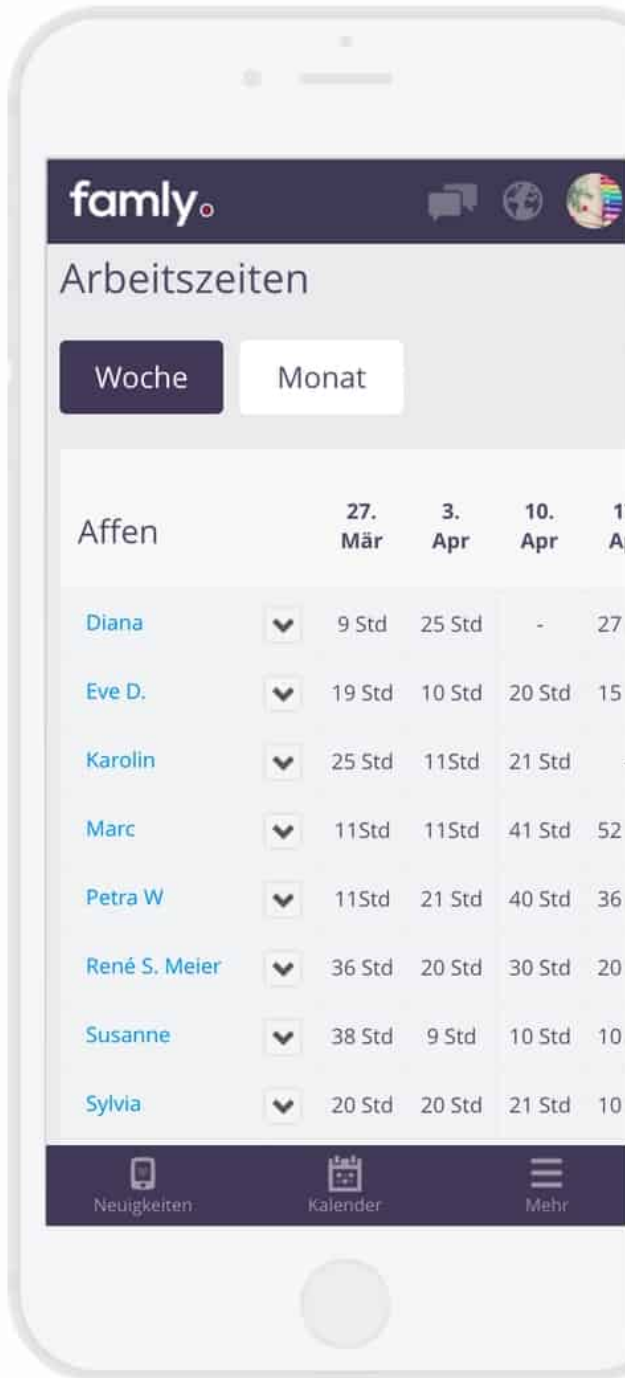 famly.
Arbeitszeiten
Woche Monat
Affen 27. Mär 3. Apr 10. Apr
Diana 9 Std 25 Std - 27
Eve D. 19 Std 10 Std 20 Std 15
Karolin 25 Std 11Std 21 Std
Marc 11Std 11Std 41 Std 52
Petra W 11Std 21 Std 40 Std 36
René S. Meier 36 Std 20 Std 30 Std 20
Susanne 38 Std 9 Std 10 Std 10
Sylvia 20 Std 20 Std 21 Std 10
Neuigkeiten Kalender Mehr